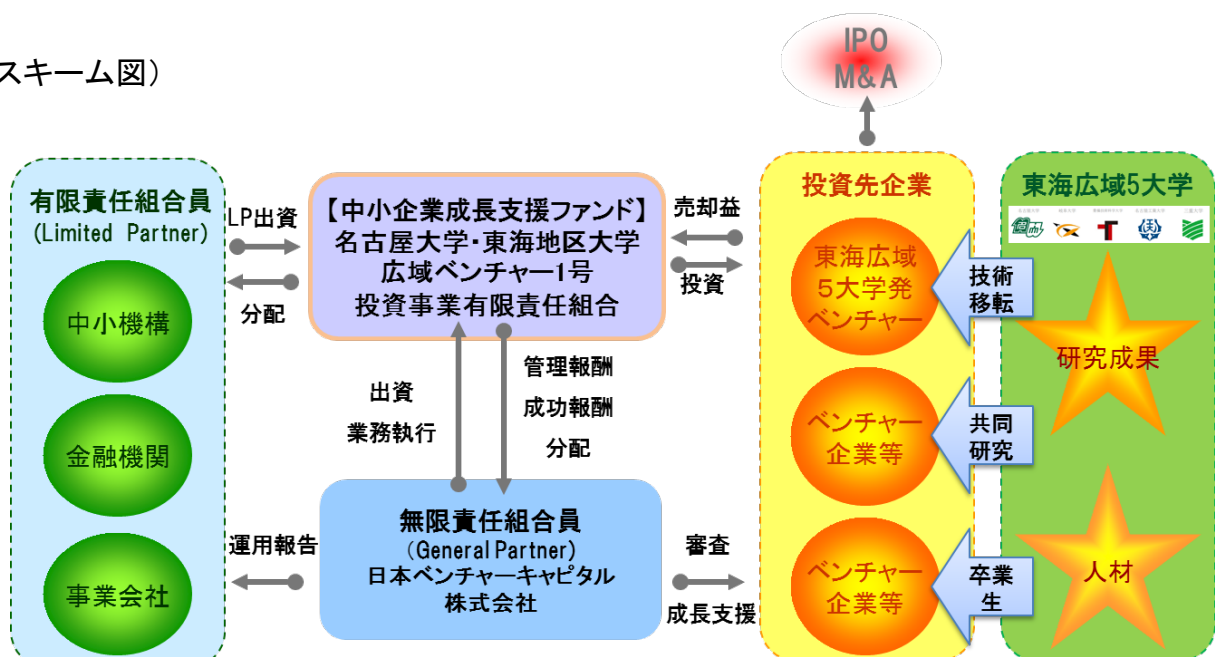 スキーム図）
IPO
M&A
有限責任組合員
(Limited Partner)
中小機構
金融機関
事業会社
LP出資
分配
【中小企業成長支援ファンド】
名古屋大学・東海地区大学
広域ベンチャー1号
投資事業有限責任組合
出資
業務執行
管理報酬
成功報酬
分配
運用報告
無限責任組合員
(General Partner)
日本ベンチャーキャピタル
株式会社
売却益
投資
審査
成長支援
投資先企業
東海広域
5大学発
ベンチャー
ベンチャー
企業等
ベンチャー
企業等
技術
移転
共同
研究
卒業
生
東海広域5大学
研究成果
人材